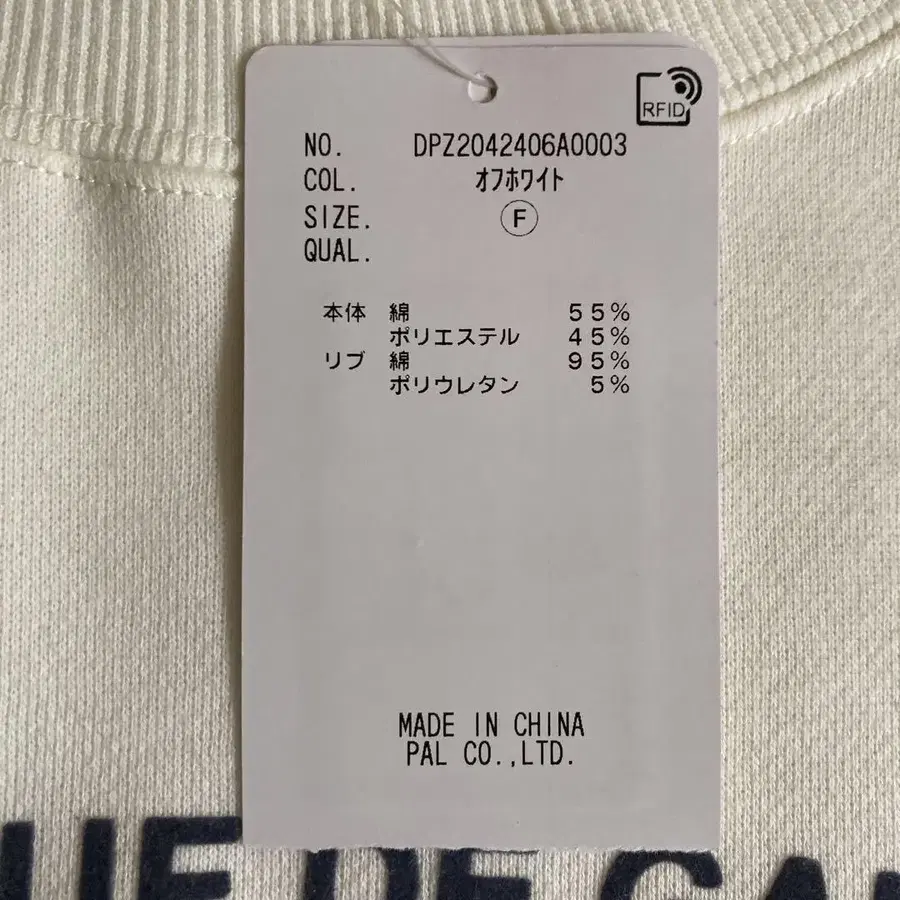 RFID
NO. DPZ2042406A0003
COL. オフホワイト
SIZE. Ⓕ
QUAL.
本体 綿 55%
ポリエステル 45%
リブ 綿 95%
ポリウレタン 5%
MADE IN CHINA
PAL CO.,LTD.
DE